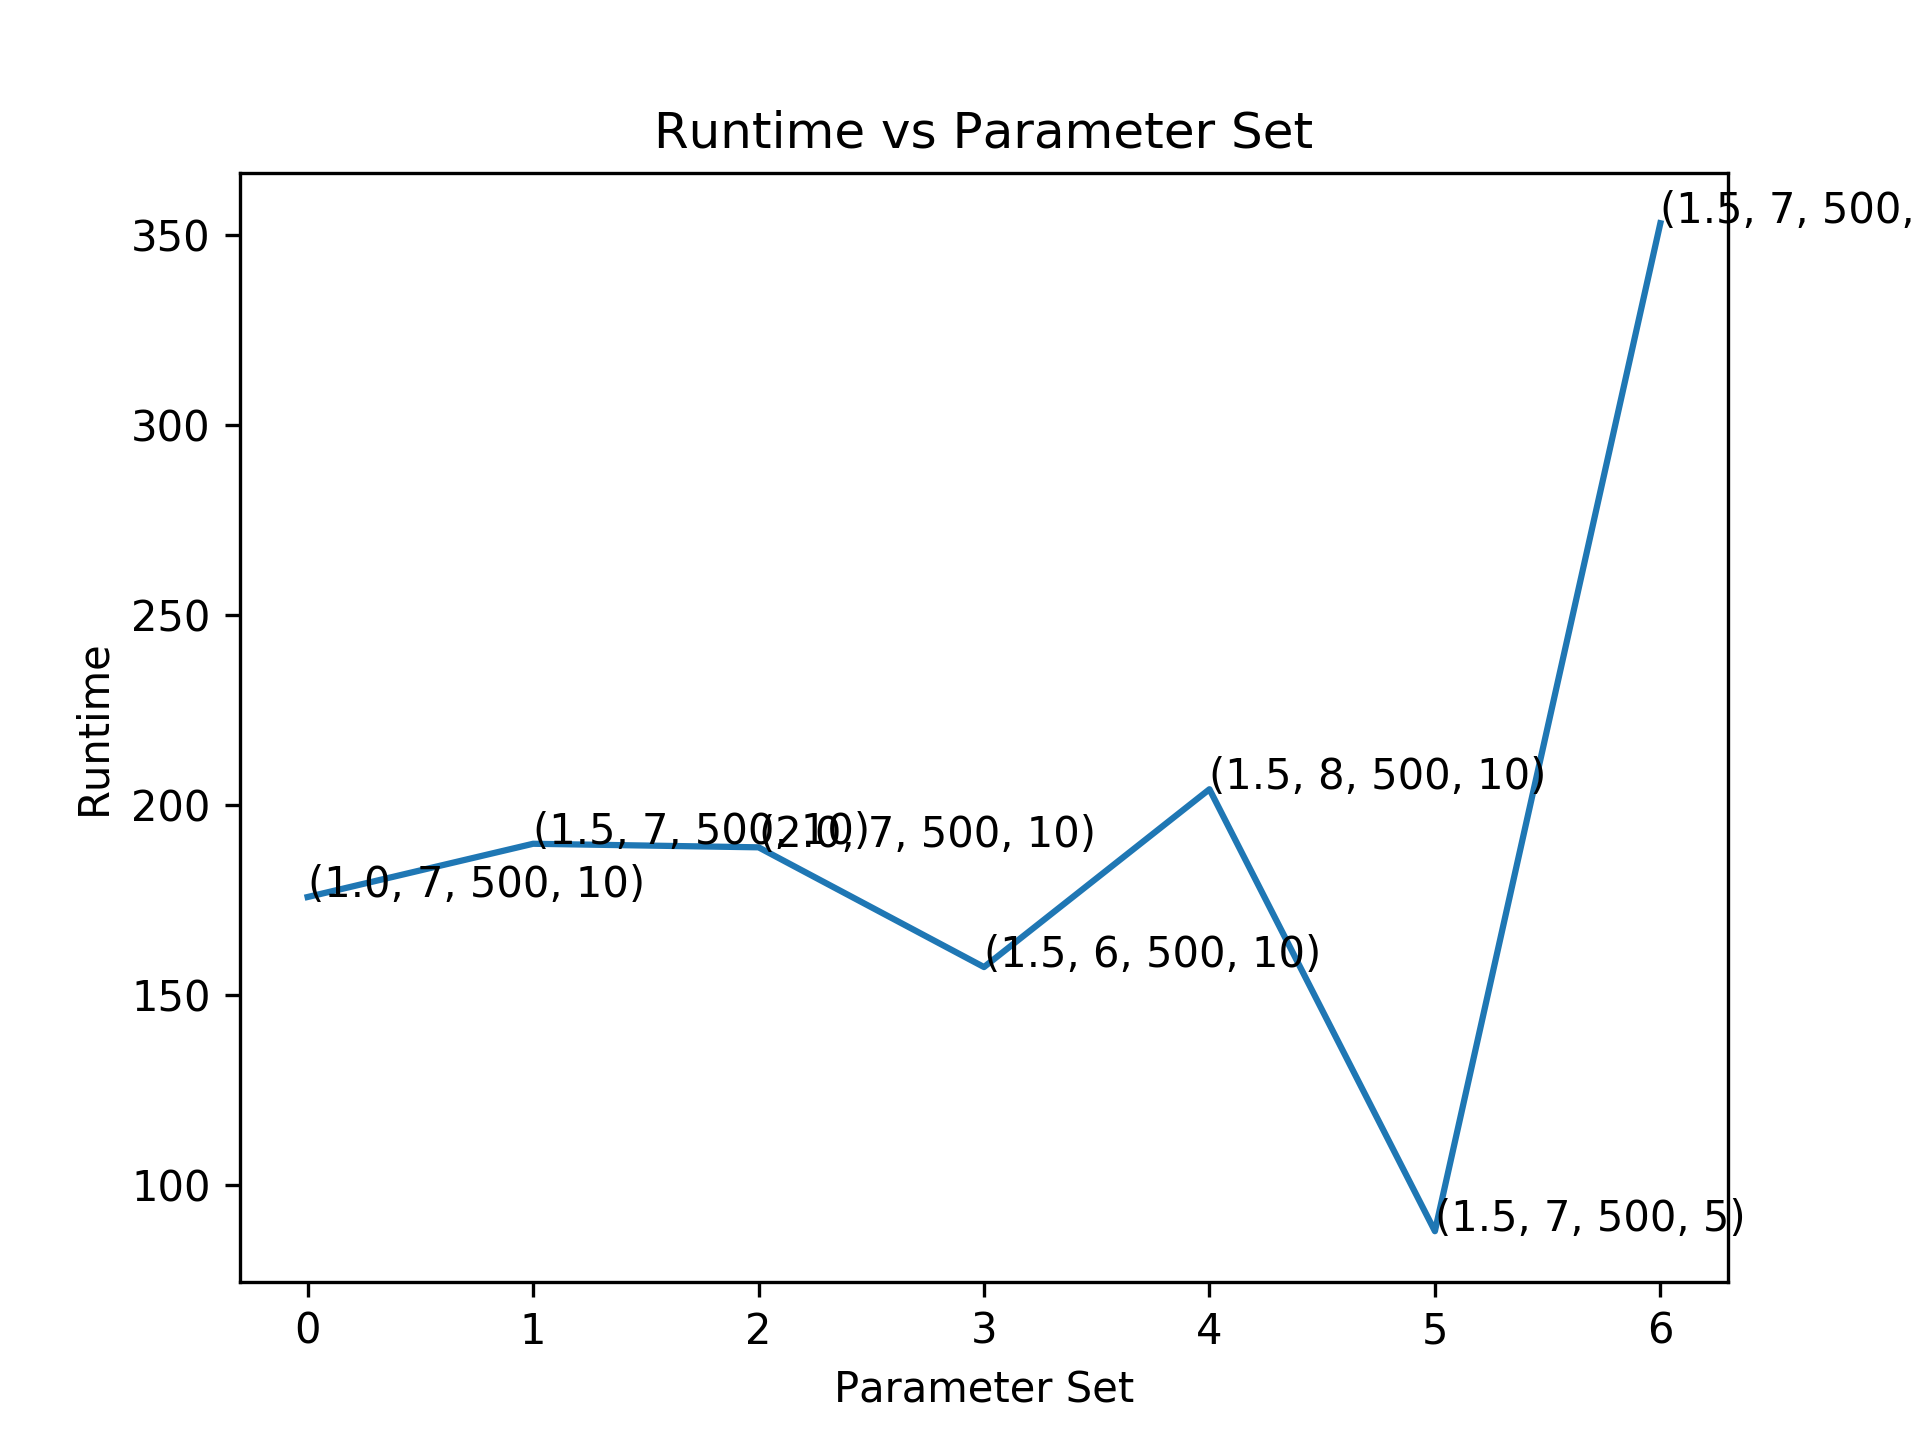 Runtime vs Parameter Set
(1.5, 7, 500,
350
300
250
(1.5, 8, 500, 10)
Runtime
200
(1.5, 7, 500, 10)
(2.0, 7, 500, 10)
(1.0, 7, 500, 10)
(1.5, 6, 500, 10)
150
100
(1.5, 7, 500, 5)
0 1 2 3 4 5 6
Parameter Set